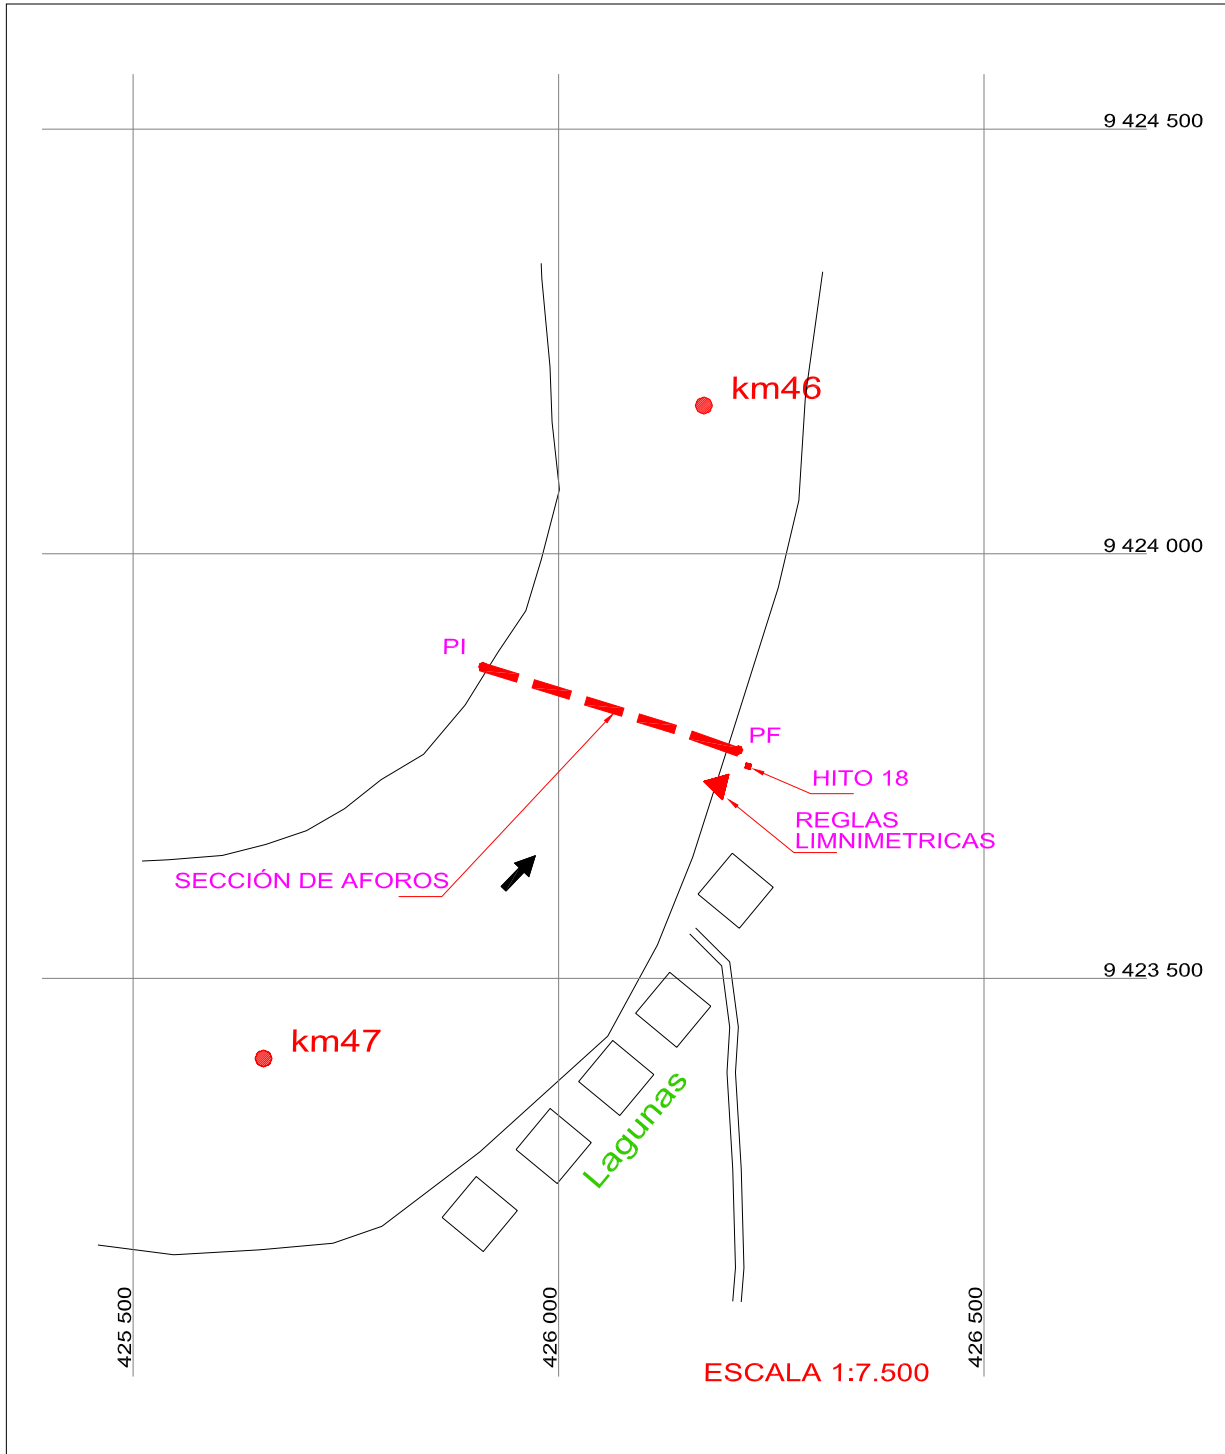 9 424 500
km46
9 424 000
PI
PF
HITO 18
REGLAS
LIMNIMETRICAS
SECCIÓN DE AFOROS
9 423 500
km47
Lagunas
425 500
426 000
426 500
ESCALA 1:7.500